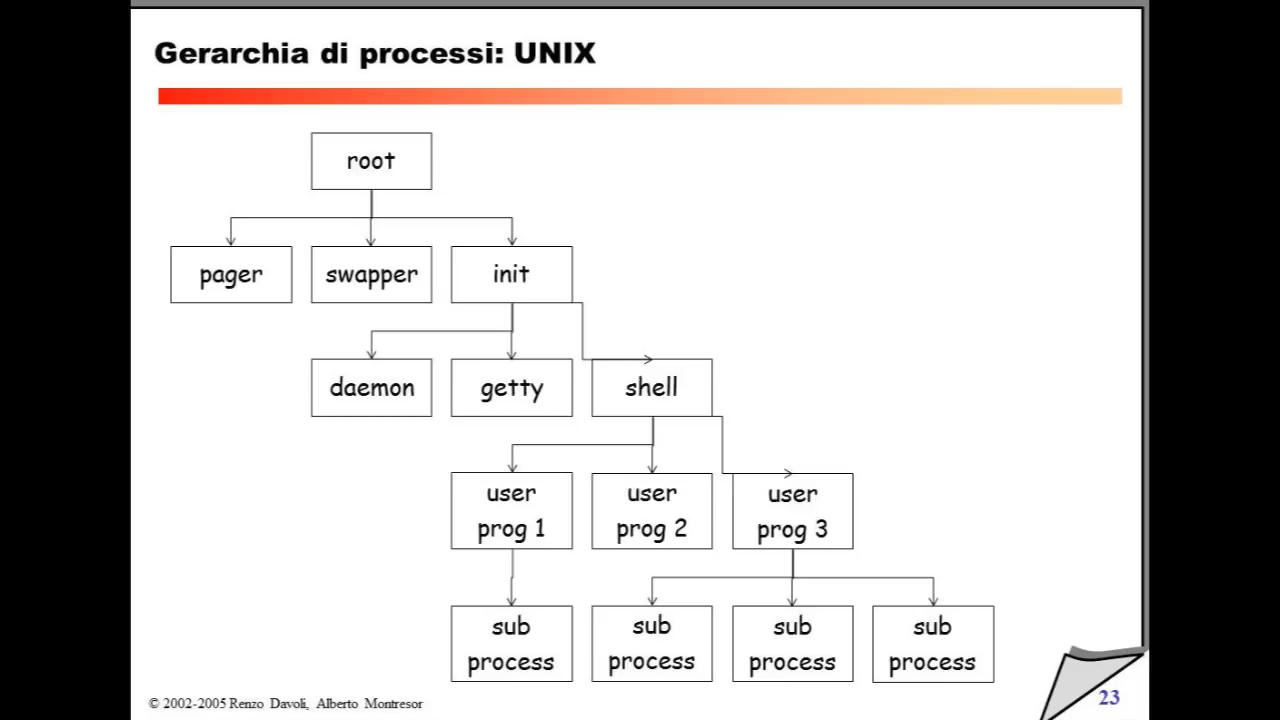 Gerarchia di processi: UNIX
root
pager
swapper
init
daemon
getty
shell
user
prog 1
user
prog 2
user
prog 3
sub
process
sub
process
sub
process
sub
process
© 2002-2005 Renzo Davoli, Alberto Montresor
23